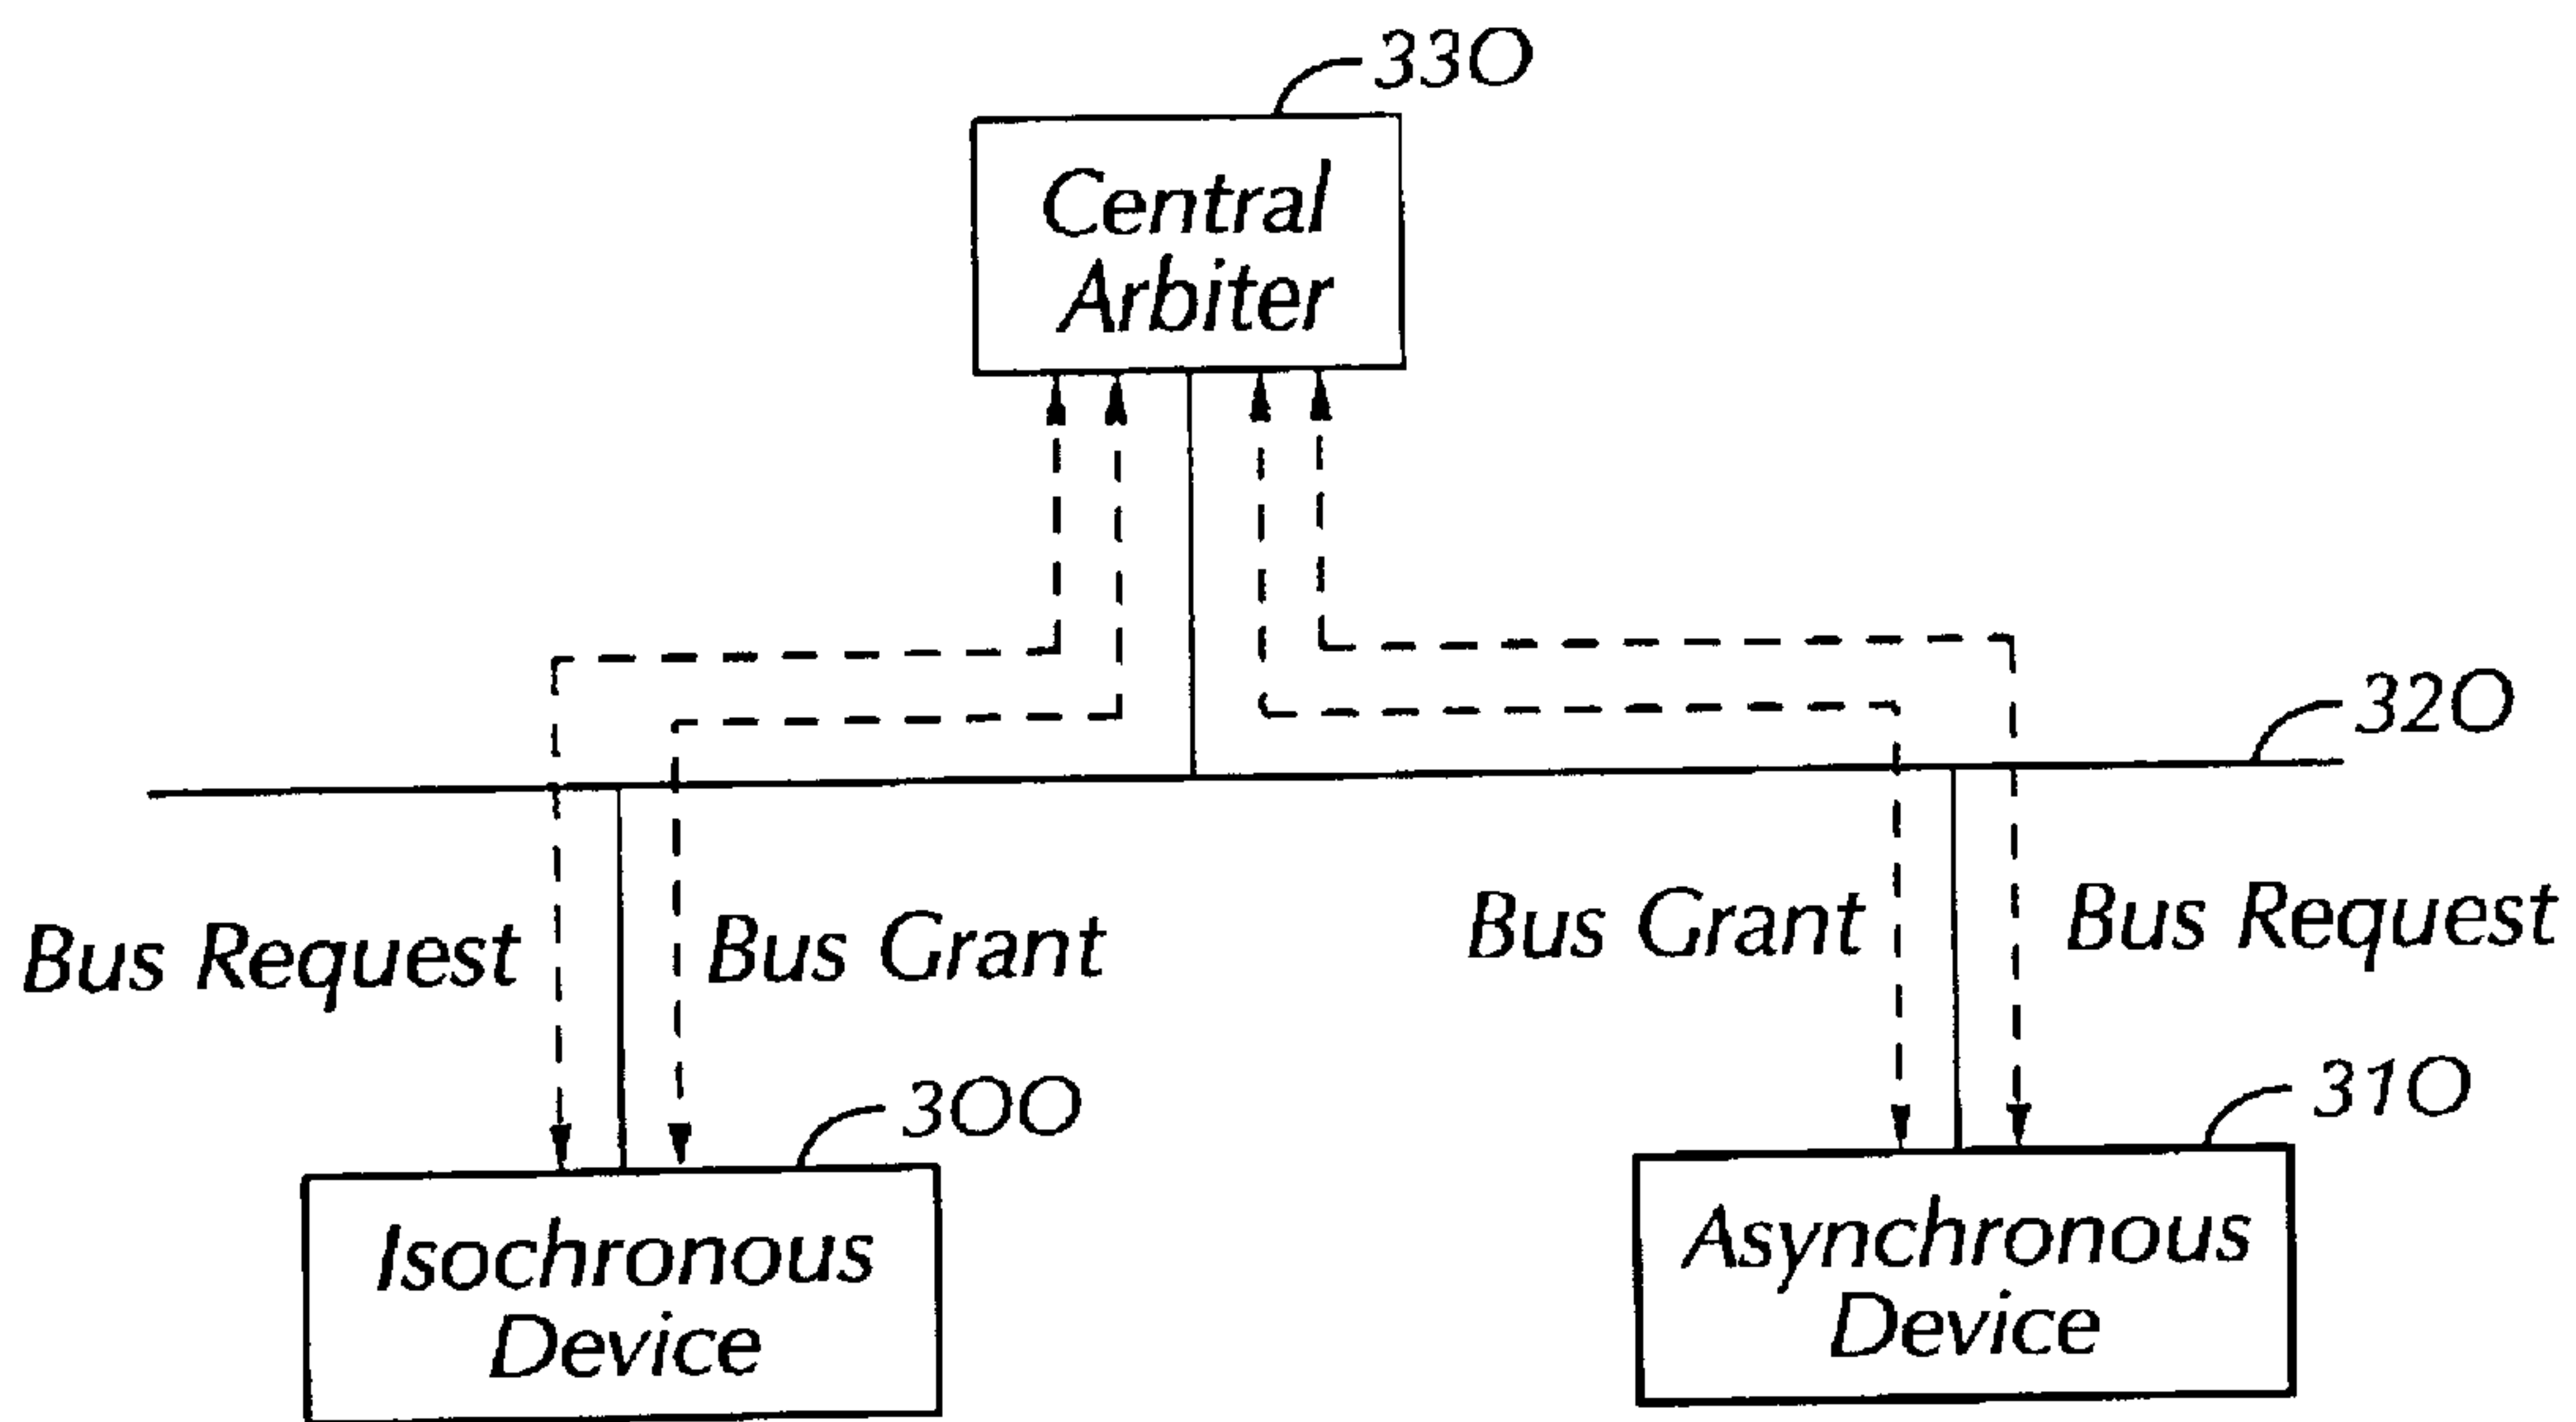 330
Central
Arbiter
320
Bus Request
Bus Grant
Bus Grant
Bus Request
300
310
Isochronous
Device
Asynchronous
Device